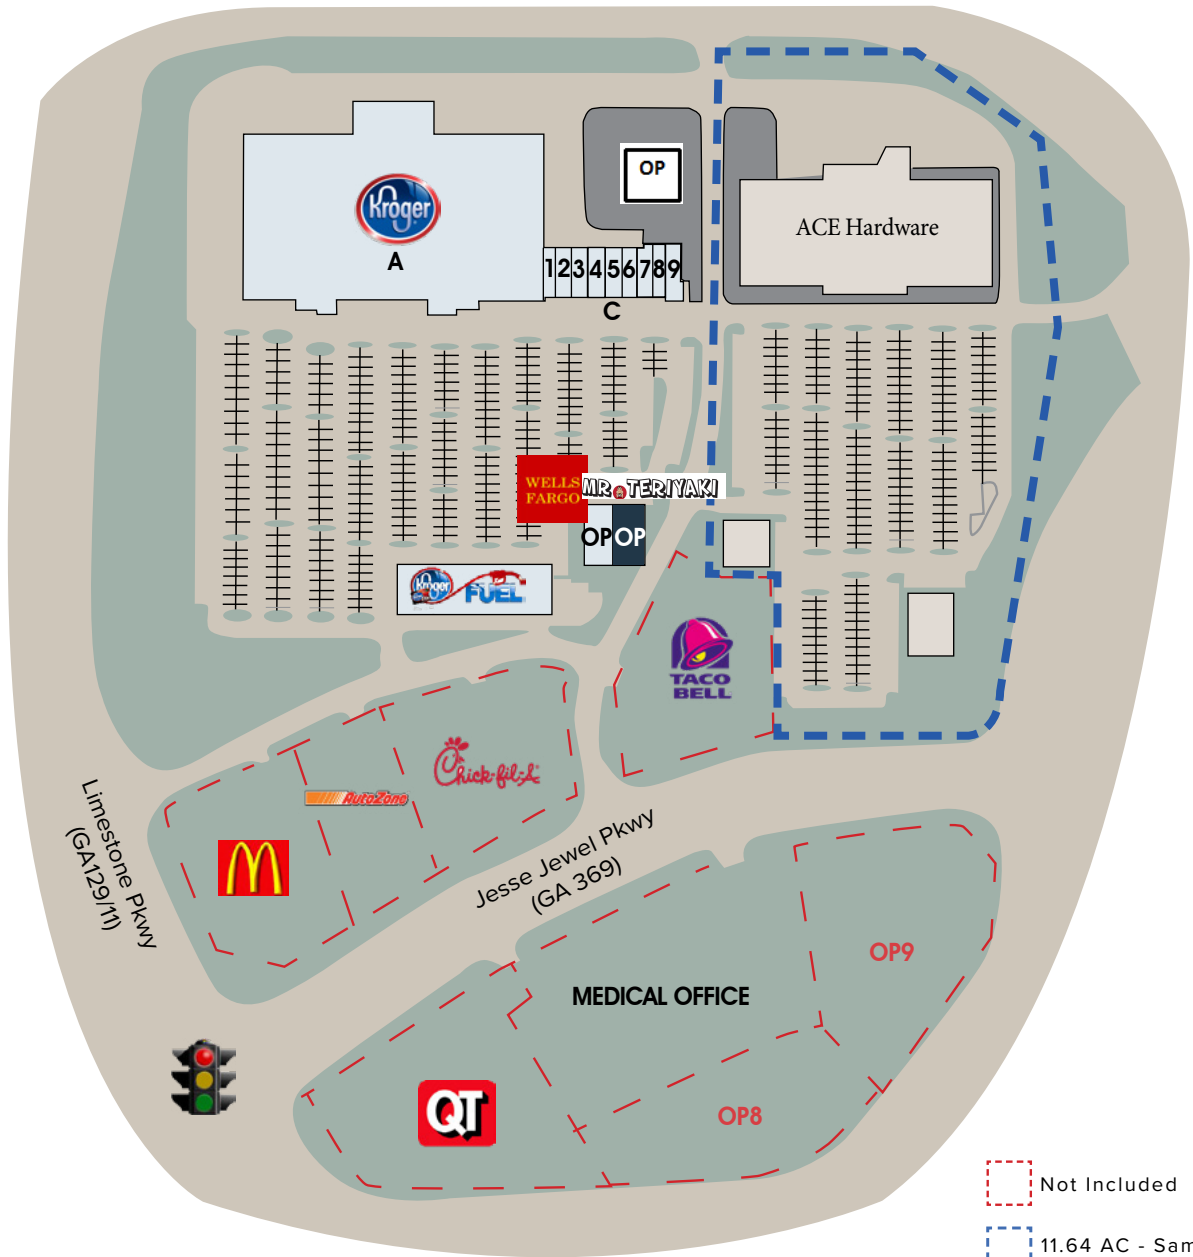 OP
Kroger
A
ACE Hardware
1 2 3 4 5 6 7 8 9
C
WELLS
FARGO
MR TERIYAKI
OP OP
Kroger
FUEL
TACO
BELL
Chick-fil-A
AutoZone
Limestone Pkwy
(GA129/11)
Jesse Jewel Pkwy
(GA 369)
OP9
MEDICAL OFFICE
QT
OP8
Not Included
11.64 AC - Sam